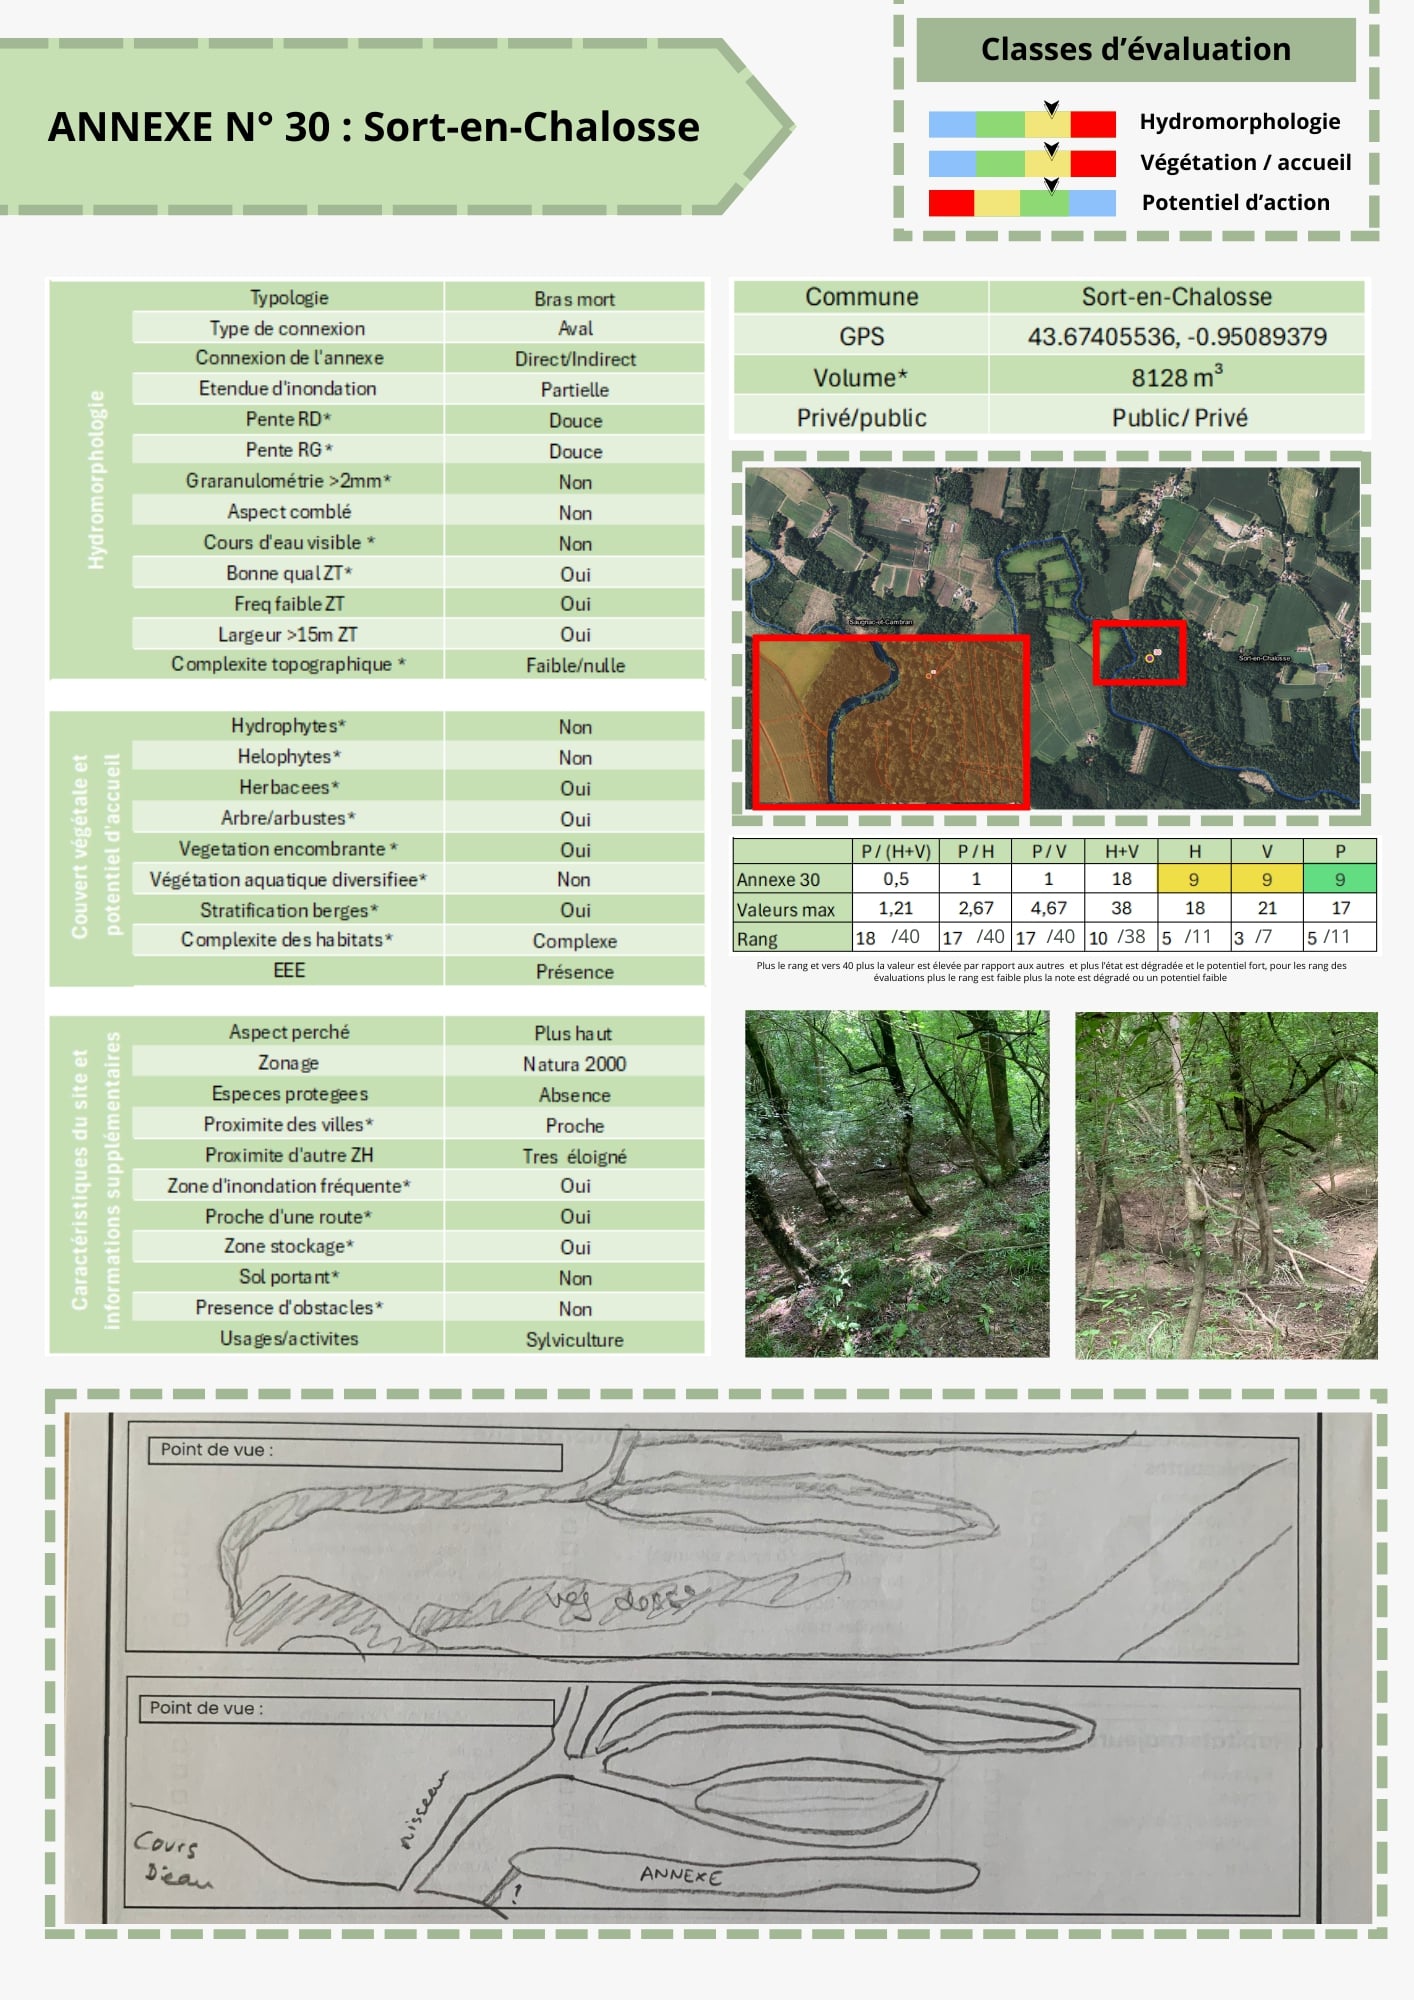 ANNEXE N° 30 : Sort-en-Chalosse
Classes d’évaluation
Hydromorphologie
Végétation / accueil
Potentiel d’action
Hydromorphologie
Typologie Bras mort
Type de connexion Aval
Connexion de l'annexe Direct/Indirect
Etendue d'inondation Partielle
Pente RD* Douce
Pente RG* Douce
Graranulométrie >2mm* Non
Aspect comblé Non
Cours d'eau visible * Non
Bonne qual ZT* Oui
Freq faible ZT Oui
Largeur >15m ZT Oui
Complexite topographique * Faible/nulle
Couvert végétale et
potentiel d'accueil
Hydrophytes* Non
Helophytes* Non
Herbacees* Oui
Arbre/arbustes* Oui
Vegetation encombrante * Oui
Végétation aquatique diversifiee* Non
Stratification berges* Oui
Complexite des habitats* Complexe
EEE Présence
Caractéristiques du site et
informations supplémentaires
Aspect perché Plus haut
Zonage Natura 2000
Especes protegees Absence
Proximite des villes* Proche
Proximite d'autre ZH Tres éloigné
Zone d'inondation fréquente* Oui
Proche d'une route* Oui
Zone stockage* Oui
Sol portant* Non
Presence d'obstacles* Non
Usages/activites Sylviculture
Commune Sort-en-Chalosse
GPS 43.67405536, -0.95089379
Volume* 8128 m³
Privé/public Public/ Privé
Saugnac-et-Cambran
Sort-en-Chalosse
P / (H+V) P / H P / V H+V H V P
Annexe 30 0,5 1 1 18 9 9 9
Valeurs max 1,21 2,67 4,67 38 18 21 17
Rang 18 /40 17 /40 17 /40 10 /38 5 /11 3 /7 5 /11
Plus le rang et vers 40 plus la valeur est élevée par rapport aux autres et plus l'état est dégradée et le potentiel fort, pour les rang des
évaluations plus le rang est faible plus la note est dégradé ou un potentiel faible
Point de vue :
veg dense
Point de vue :
ruisseau
Cours
D'eau
ANNEXE
?